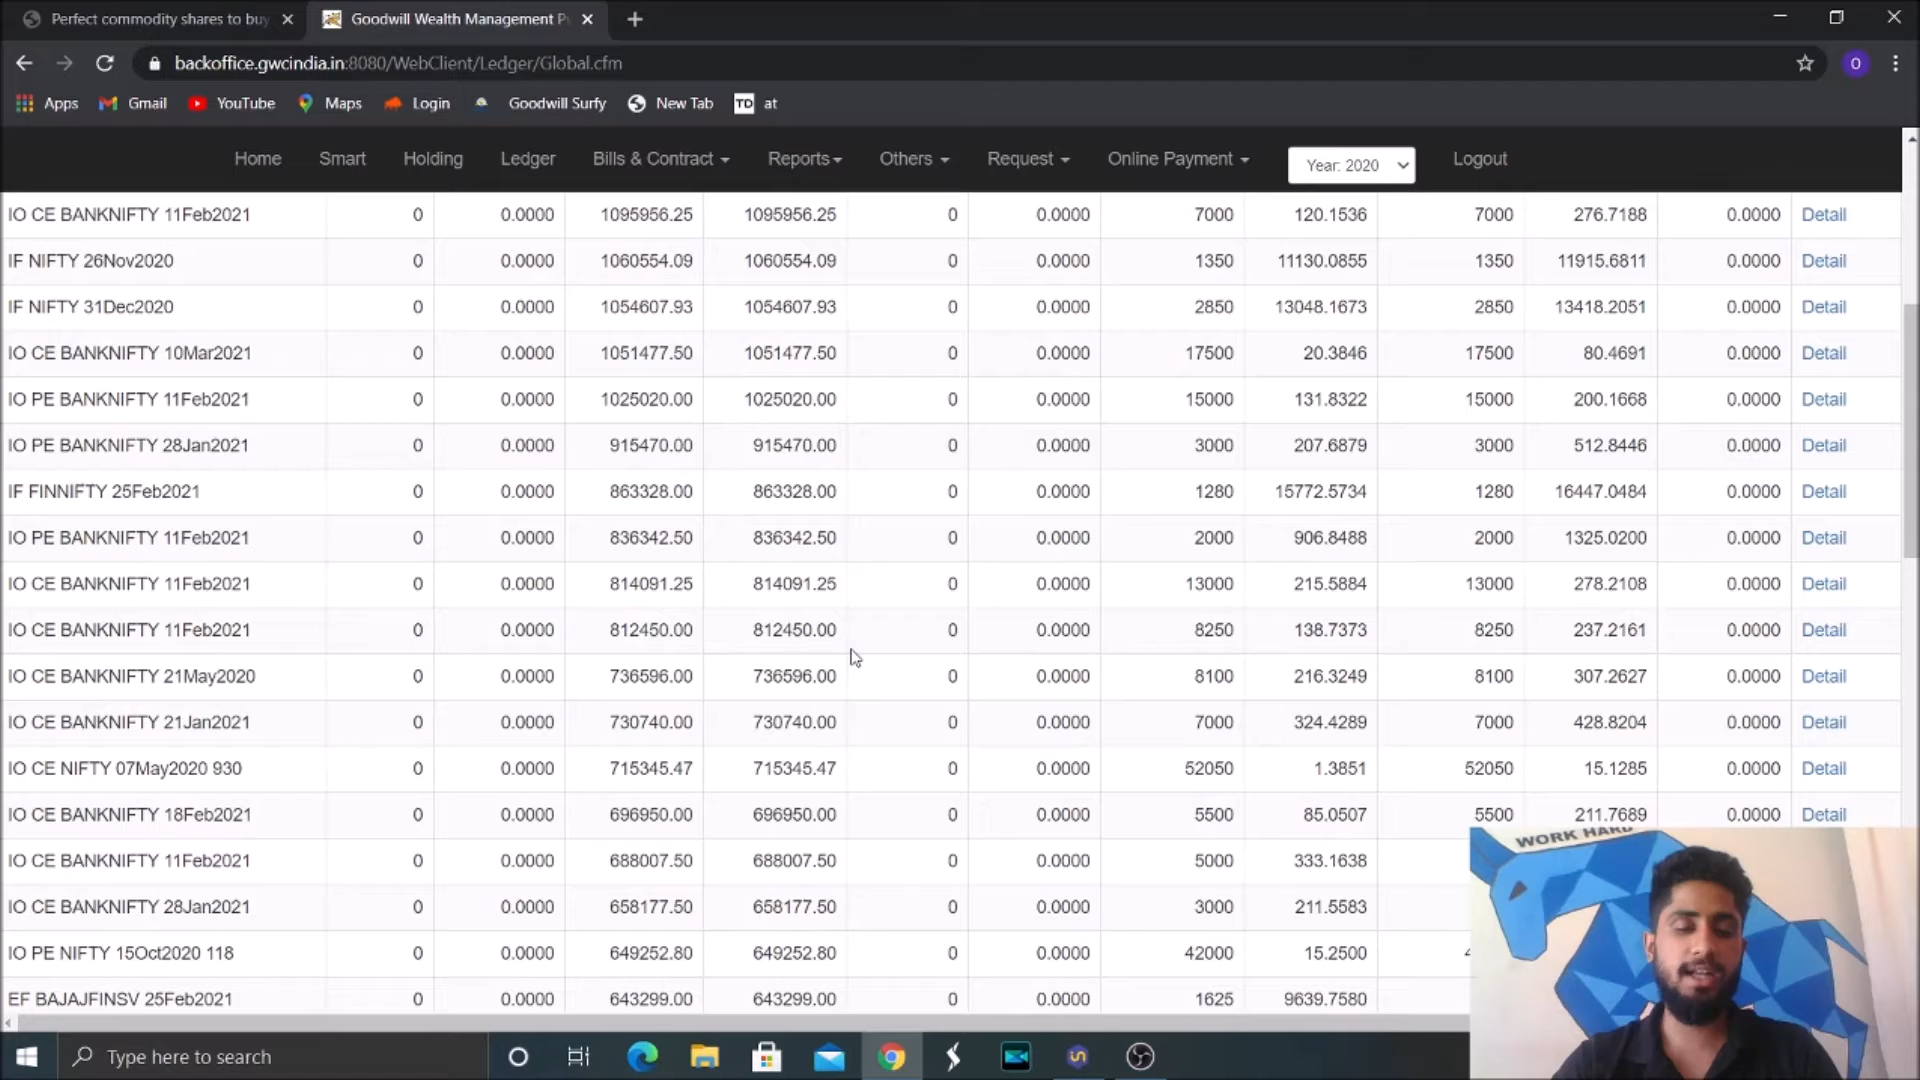 Perfect commodity shares to buy
Goodwill Wealth Management P
backoffice.gwcindia.in:8080/WebClient/Ledger/Global.cfm
O
Apps Gmail YouTube Maps Login Goodwill Surfy New Tab TD at
Home Smart Holding Ledger Bills & Contract Reports Others Request Online Payment Year: 2020 Logout
IO CE BANKNIFTY 11Feb2021 0 0.0000 1095956.25 1095956.25 0 0.0000 7000 120.1536 7000 276.7188 0.0000 Detail
IF NIFTY 26Nov2020 0 0.0000 1060554.09 1060554.09 0 0.0000 1350 11130.0855 1350 11915.6811 0.0000 Detail
IF NIFTY 31Dec2020 0 0.0000 1054607.93 1054607.93 0 0.0000 2850 13048.1673 2850 13418.2051 0.0000 Detail
IO CE BANKNIFTY 10Mar2021 0 0.0000 1051477.50 1051477.50 0 0.0000 17500 20.3846 17500 80.4691 0.0000 Detail
IO PE BANKNIFTY 11Feb2021 0 0.0000 1025020.00 1025020.00 0 0.0000 15000 131.8322 15000 200.1668 0.0000 Detail
IO PE BANKNIFTY 28Jan2021 0 0.0000 915470.00 915470.00 0 0.0000 3000 207.6879 3000 512.8446 0.0000 Detail
IF FINNIFTY 25Feb2021 0 0.0000 863328.00 863328.00 0 0.0000 1280 15772.5734 1280 16447.0484 0.0000 Detail
IO PE BANKNIFTY 11Feb2021 0 0.0000 836342.50 836342.50 0 0.0000 2000 906.8488 2000 1325.0200 0.0000 Detail
IO CE BANKNIFTY 11Feb2021 0 0.0000 814091.25 814091.25 0 0.0000 13000 215.5884 13000 278.2108 0.0000 Detail
IO CE BANKNIFTY 11Feb2021 0 0.0000 812450.00 812450.00 0 0.0000 8250 138.7373 8250 237.2161 0.0000 Detail
IO CE BANKNIFTY 21May2020 0 0.0000 736596.00 736596.00 0 0.0000 8100 216.3249 8100 307.2627 0.0000 Detail
IO CE BANKNIFTY 21Jan2021 0 0.0000 730740.00 730740.00 0 0.0000 7000 324.4289 7000 428.8204 0.0000 Detail
IO CE NIFTY 07May2020 930 0 0.0000 715345.47 715345.47 0 0.0000 52050 1.3851 52050 15.1285 0.0000 Detail
IO CE BANKNIFTY 18Feb2021 0 0.0000 696950.00 696950.00 0 0.0000 5500 85.0507 5500 211.7689 0.0000 Detail
IO CE BANKNIFTY 11Feb2021 0 0.0000 688007.50 688007.50 0 0.0000 5000 333.1638
IO CE BANKNIFTY 28Jan2021 0 0.0000 658177.50 658177.50 0 0.0000 3000 211.5583
IO PE NIFTY 15Oct2020 118 0 0.0000 649252.80 649252.80 0 0.0000 42000 15.2500
EF BAJAJFINSV 25Feb2021 0 0.0000 643299.00 643299.00 0 0.0000 1625 9639.7580
WORK HARD
Type here to search